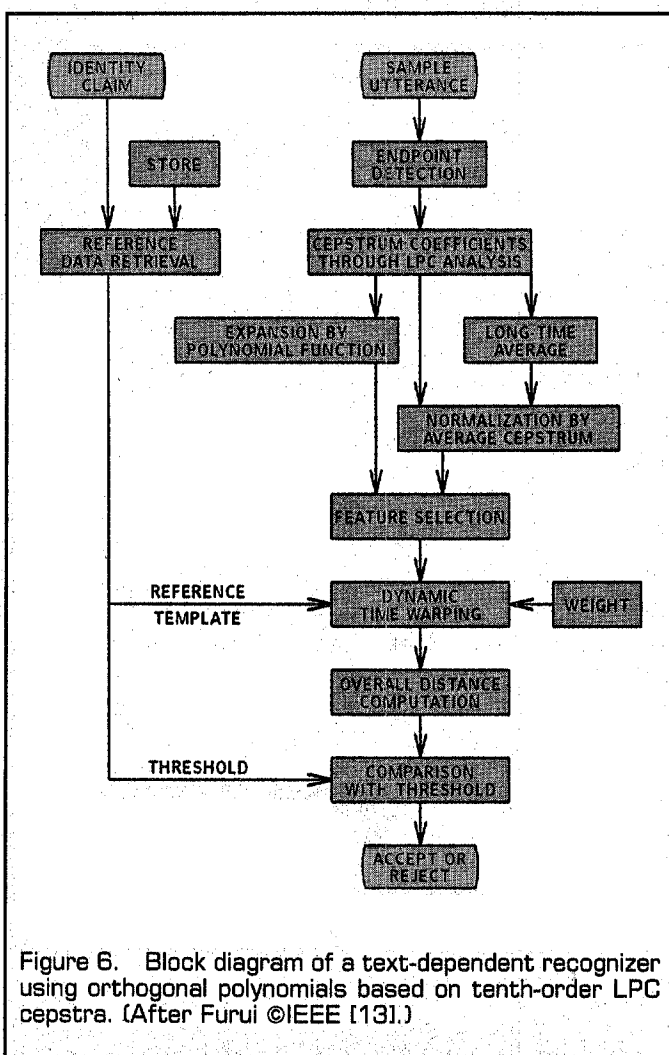 IDENTITY
CLAIM
SAMPLE
UTTERANCE
STORE
ENDPOINT
DETECTION
REFERENCE
DATA RETRIEVAL
CEPSTRUM COEFFICIENTS
THROUGH LPC ANALYSIS
EXPANSION BY
POLYNOMIAL FUNCTION
LONG TIME
AVERAGE
NORMALIZATION BY
AVERAGE CEPSTRUM
FEATURE SELECTION
REFERENCE
TEMPLATE
DYNAMIC
TIME WARPING
WEIGHT
OVERALL DISTANCE
COMPUTATION
THRESHOLD
COMPARISON
WITH THRESHOLD
ACCEPT OR
REJECT
Figure 6. Block diagram of a text-dependent recognizer
using orthogonal polynomials based on tenth-order LPC
cepstra. (After Furui ©IEEE [13].)